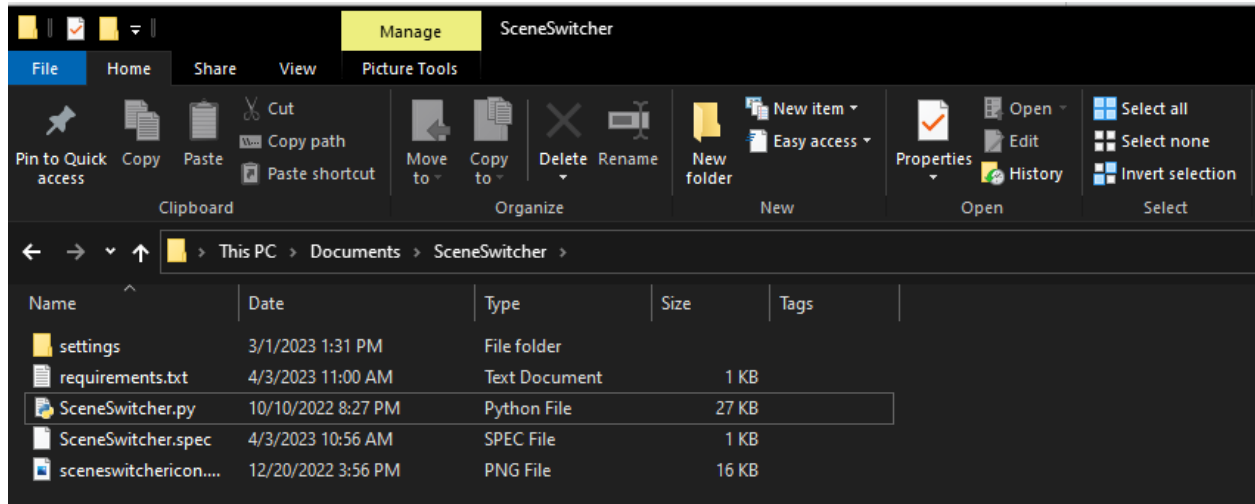 Manage
SceneSwitcher
File Home Share View Picture Tools
Pin to Quick access
Copy
Paste
Cut
Copy path
Paste shortcut
Clipboard
Move to
Copy to
Delete
Rename
Organize
New folder
New item
Easy access
New
Properties
Open
Edit
History
Open
Select all
Select none
Invert selection
Select
This PC > Documents > SceneSwitcher >
Name Date Type Size Tags
settings 3/1/2023 1:31 PM File folder
requirements.txt 4/3/2023 11:00 AM Text Document 1 KB
SceneSwitcher.py 10/10/2022 8:27 PM Python File 27 KB
SceneSwitcher.spec 4/3/2023 10:56 AM SPEC File 1 KB
sceneswitchericon.... 12/20/2022 3:56 PM PNG File 16 KB